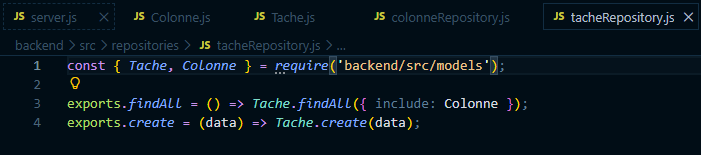 JS server.js JS Colonne.js JS Tache.js JS colonneRepository.js JS tacheRepository.js ×
backend > src > repositories > JS tacheRepository.js > ...
1 const { Tache, Colonne } = require('backend/src/models');
2
3 exports.findAll = () => Tache.findAll({ include: Colonne });
4 exports.create = (data) => Tache.create(data);